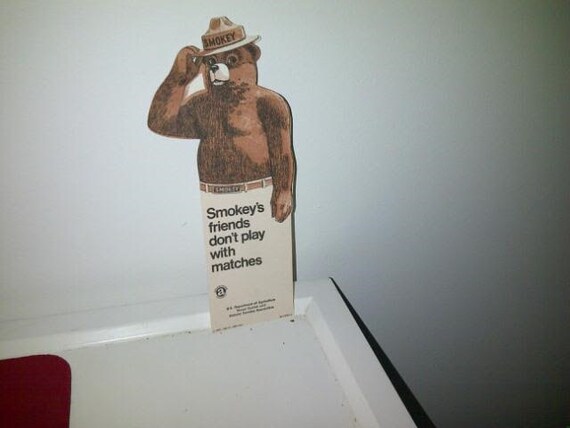 SMOKEY
SMOKEY
Smokey's
friends
don't play
with
matches
a
U.S. Department of Agriculture